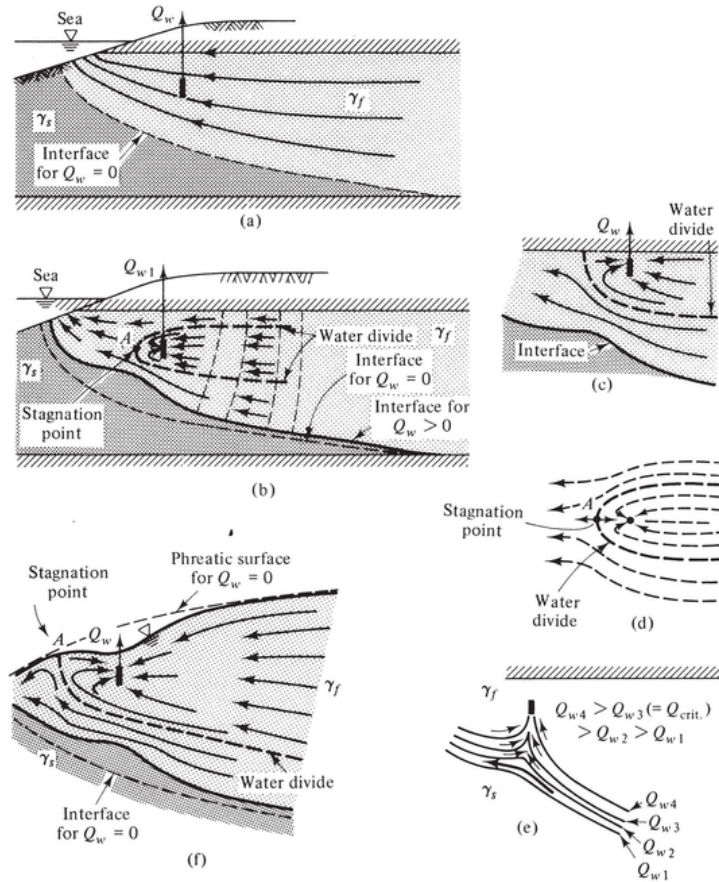 Sea
Q_w
γ_s
γ_f
Interface
for Q_w = 0
(a)
Sea
Q_w1
A
Water divide
γ_f
γ_s
Interface
for Q_w = 0
Stagnation
point
Interface for
Q_w > 0
(b)
Q_w
Water
divide
Interface
(c)
A
Stagnation
point
Water
divide
(d)
γ_f
Q_w4 > Q_w3 (= Q_crit.)
> Q_w2 > Q_w1
γ_s
Q_w4
Q_w3
Q_w2
Q_w1
(e)
Stagnation
point
Phreatic surface
for Q_w = 0
A
Q_w
γ_f
γ_s
Water divide
Interface
for Q_w = 0
(f)